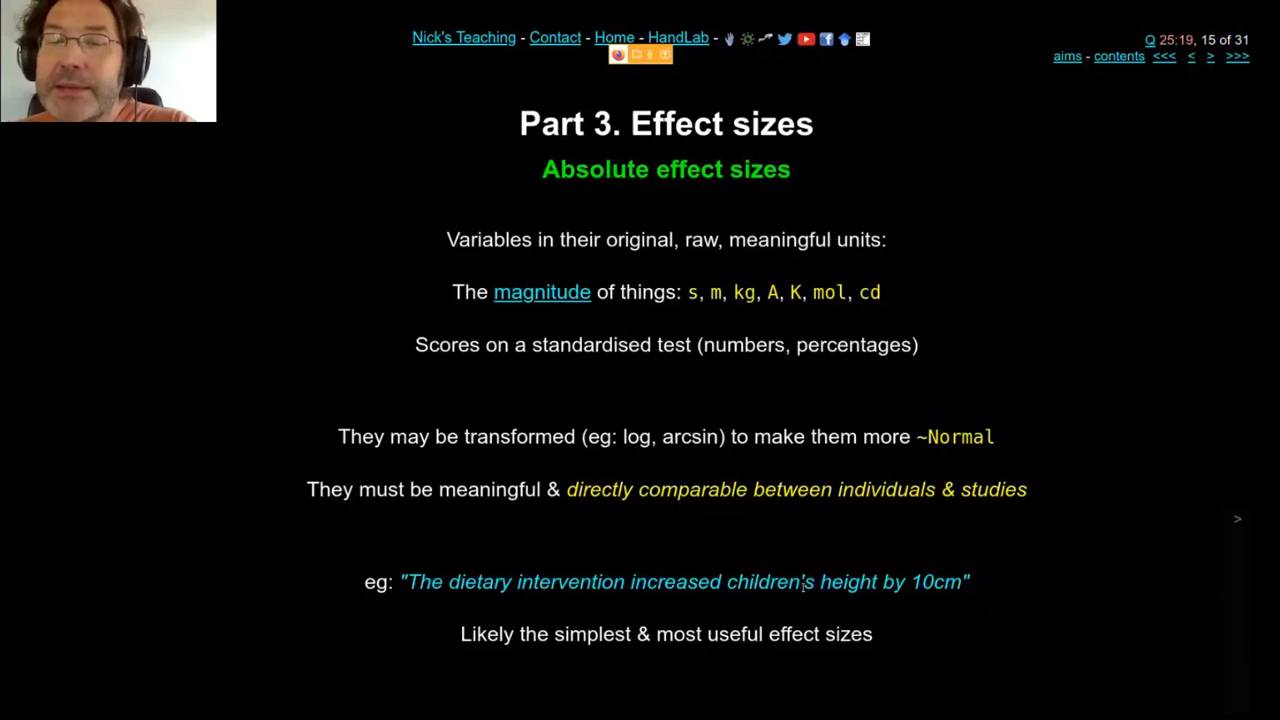 Nick's Teaching - Contact - Home - HandLab -
Q 25:19, 15 of 31
aims - contents <<< < > >>>
Part 3. Effect sizes
Absolute effect sizes
Variables in their original, raw, meaningful units:
The magnitude of things: s, m, kg, A, K, mol, cd
Scores on a standardised test (numbers, percentages)
They may be transformed (eg: log, arcsin) to make them more ~Normal
They must be meaningful & directly comparable between individuals & studies
>
eg: "The dietary intervention increased children's height by 10cm"
Likely the simplest & most useful effect sizes